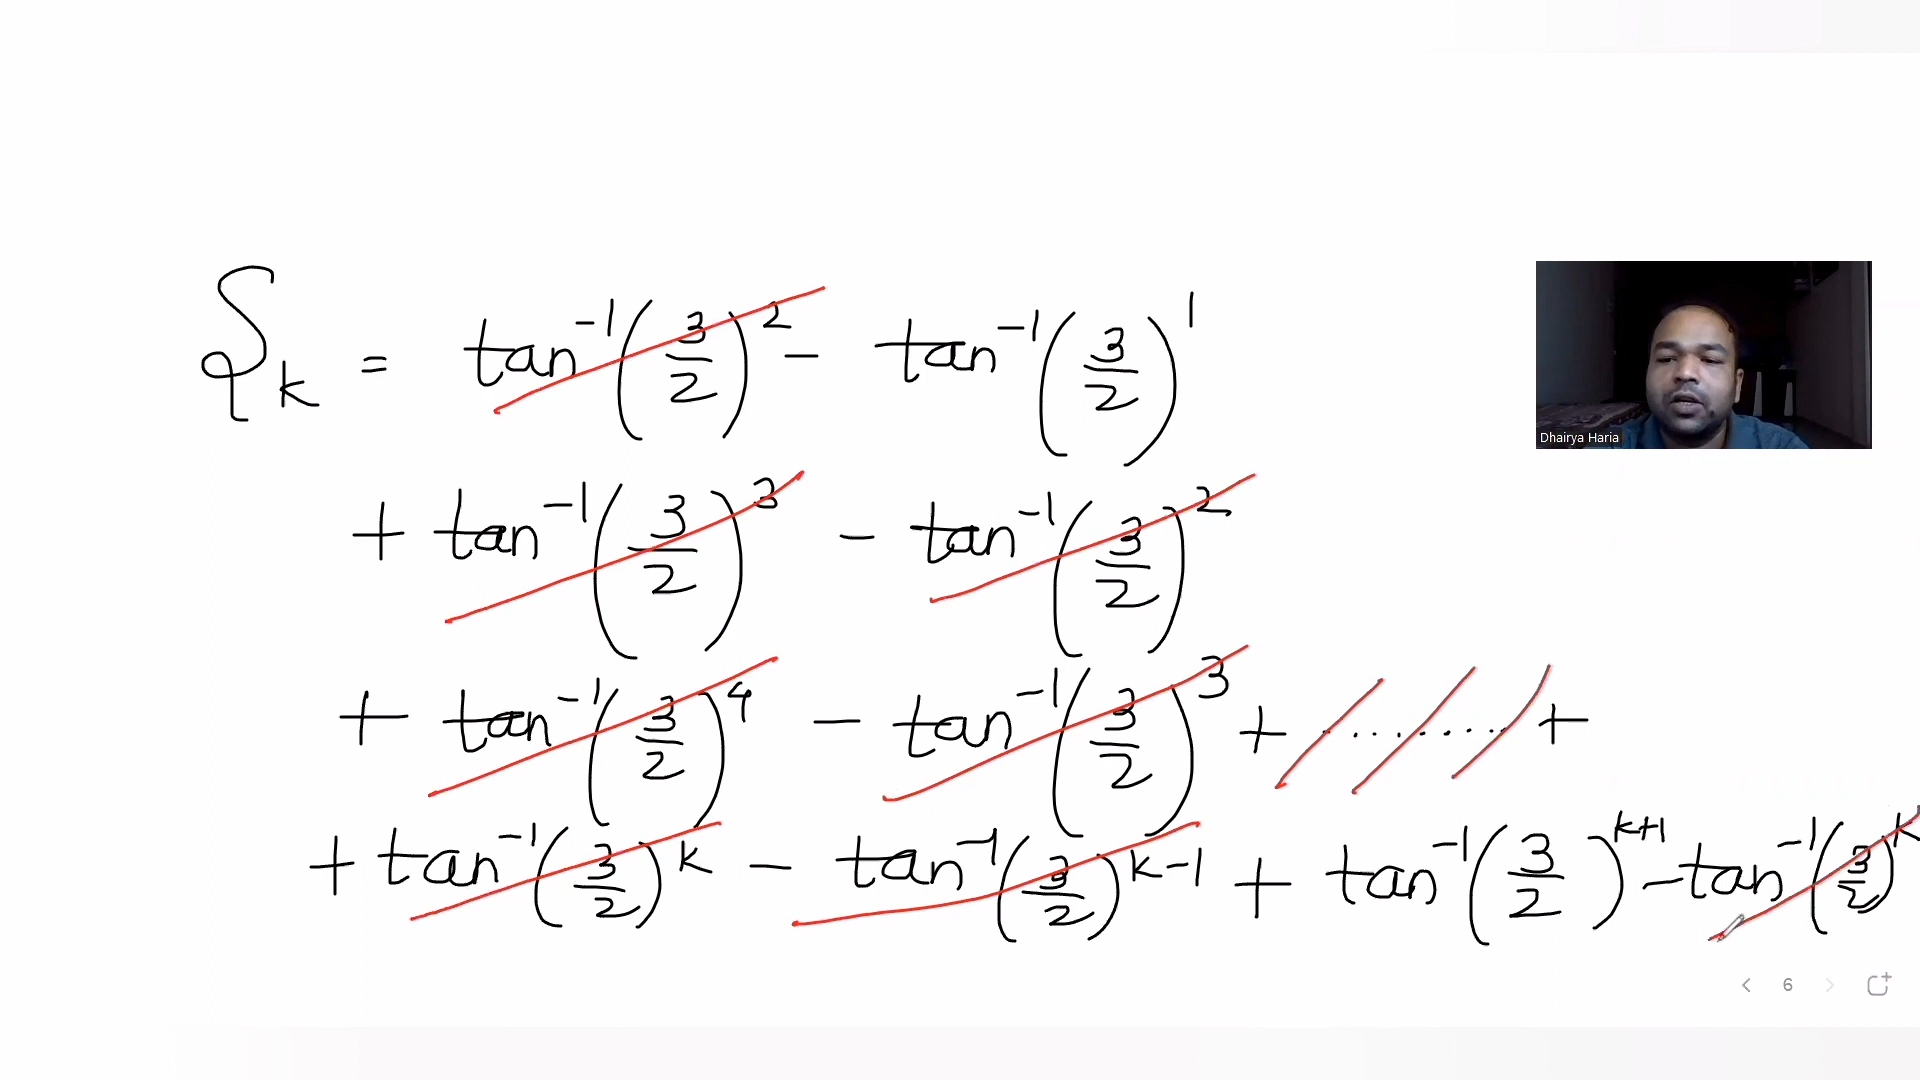 S_k = tan^-1 (3/2)^2 - tan^-1 (3/2)^1
+ tan^-1 (3/2)^3 - tan^-1 (3/2)^2
+ tan^-1 (3/2)^4 - tan^-1 (3/2)^3 + ........ +
+ tan^-1 (3/2)^k - tan^-1 (3/2)^k-1 + tan^-1 (3/2)^k+1 - tan^-1 (3/2)^k
Dhairya Haria
6